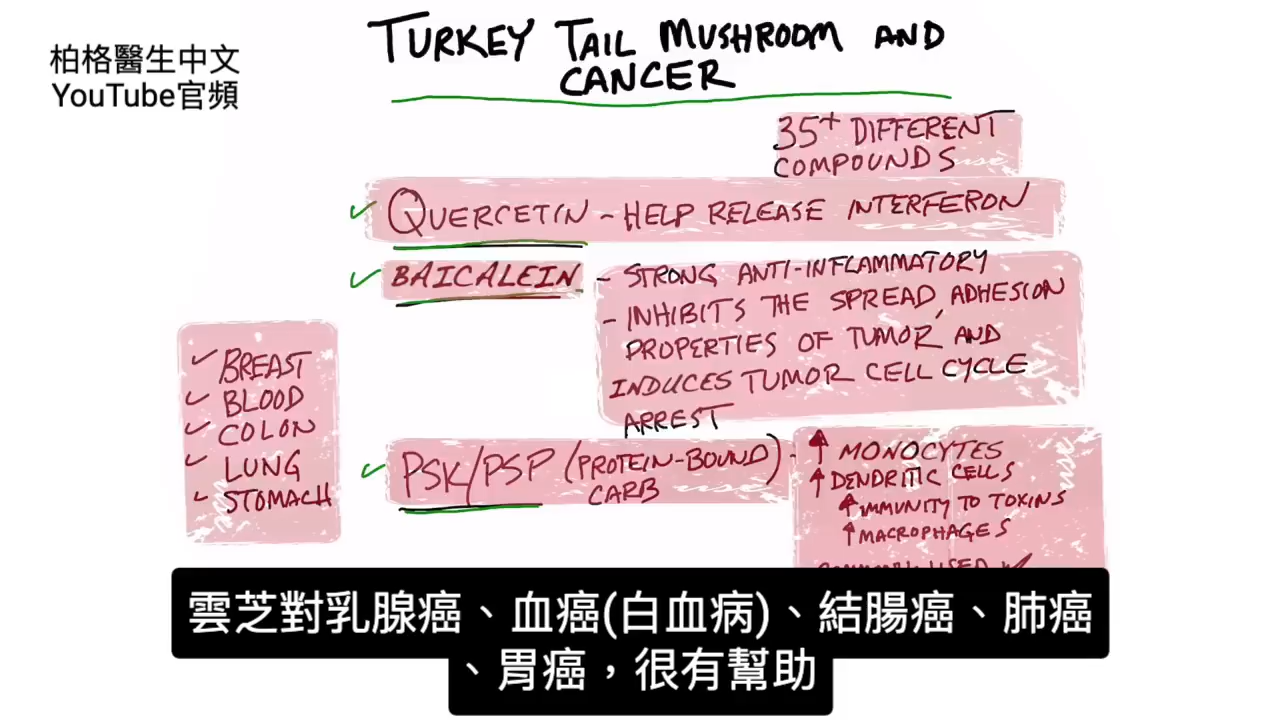 柏格醫生中文
YouTube官頻
TURKEY TAIL MUSHROOM AND
CANCER
35+ DIFFERENT
COMPOUNDS
✓ QUERCETIN - HELP RELEASE INTERFERON
✓ BAICALEIN - STRONG ANTI-INFLAMMATORY
- INHIBITS THE SPREAD, ADHESION
PROPERTIES OF TUMOR AND
INDUCES TUMOR CELL CYCLE
ARREST
✓ BREAST
✓ BLOOD
✓ COLON
✓ LUNG
✓ STOMACH
✓ PSK/PSP (PROTEIN-BOUND) -
CARB
↑ MONOCYTES
↑ DENDRITIC CELLS
↑ IMMUNITY TO TOXINS
↑ MACROPHAGES
雲芝對乳腺癌、血癌(白血病)、結腸癌、肺癌
、胃癌，很有幫助